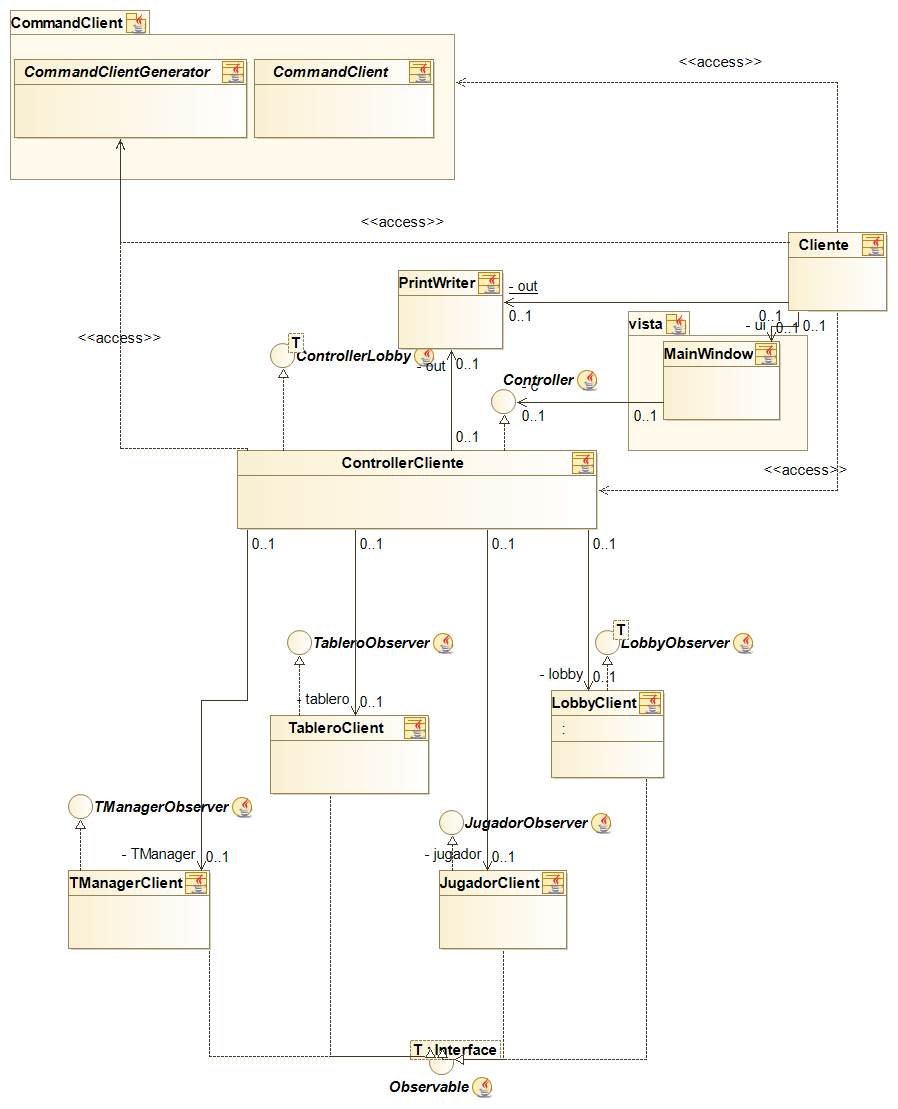 CommandClient
CommandClientGenerator
CommandClient
<<access>>
<<access>>
Cliente
PrintWriter
- out
0..1
vista
0..1
- ui
0..1
0..1
<<access>>
T
ControllerLobby
- out
0..1
MainWindow
Controller
- c
0..1
0..1
0..1
ControllerCliente
<<access>>
0..1
0..1
0..1
0..1
TableroObserver
T
LobbyObserver
- lobby
0..1
- tablero
0..1
LobbyClient
:
TableroClient
TManagerObserver
JugadorObserver
- TManager
0..1
- jugador
0..1
TManagerClient
JugadorClient
T : Interface
Observable